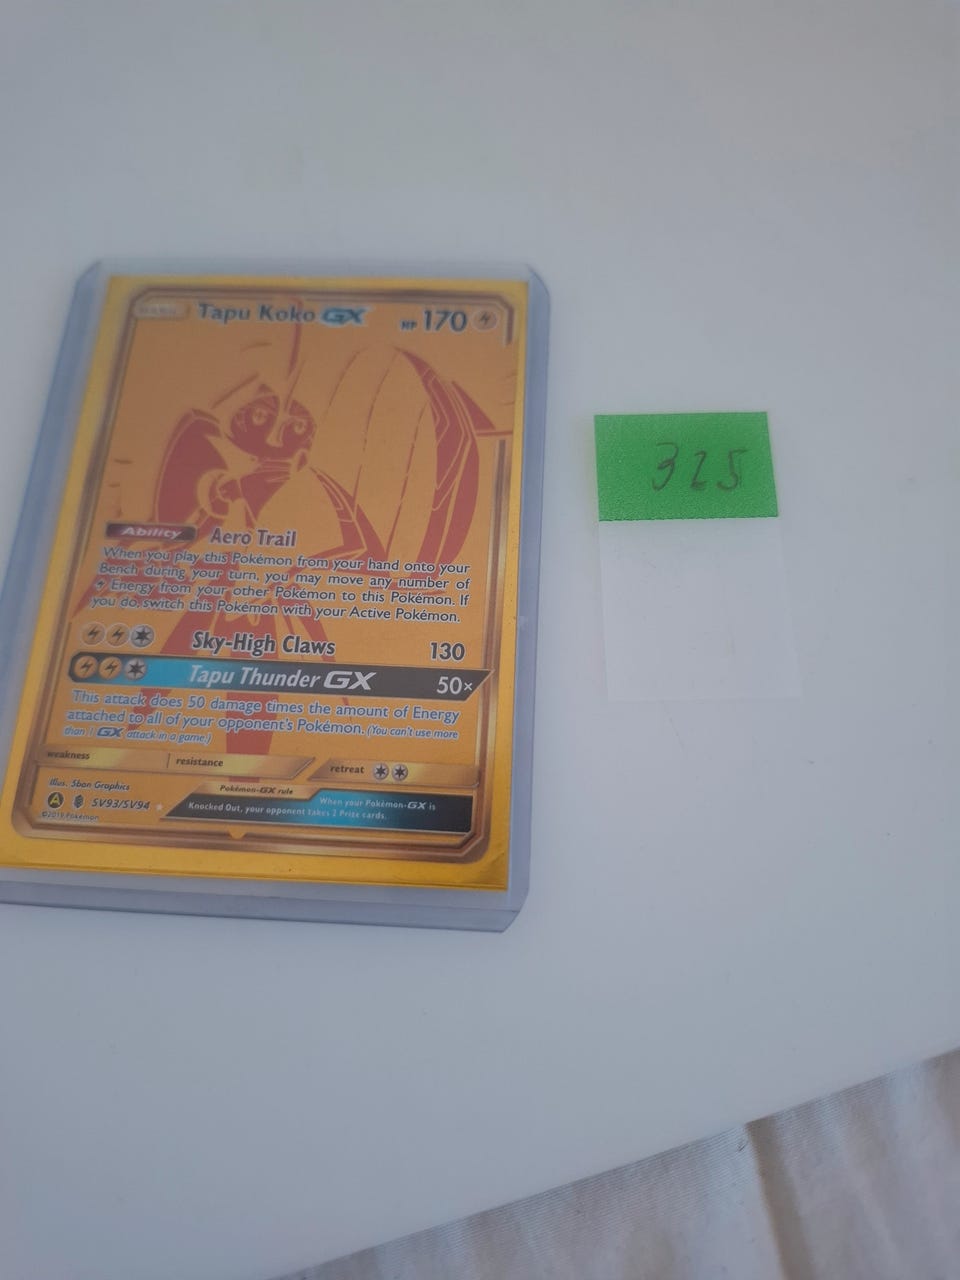 BASIC Tapu Koko GX HP 170
Ability Aero Trail
When you play this Pokémon from your hand onto your
Bench during your turn, you may move any number of
Energy from your other Pokémon to this Pokémon. If
you do, switch this Pokémon with your Active Pokémon.
Sky-High Claws 130
Tapu Thunder GX 50×
This attack does 50 damage times the amount of Energy
attached to all of your opponent's Pokémon. (You can't use more
than 1 GX attack in a game.)
weakness resistance retreat
Illus. 5ban Graphics
Pokémon-GX rule
When your Pokémon-GX is
Knocked Out, your opponent takes 2 Prize cards.
A SV93/SV94 ★
©2019 Pokémon
325